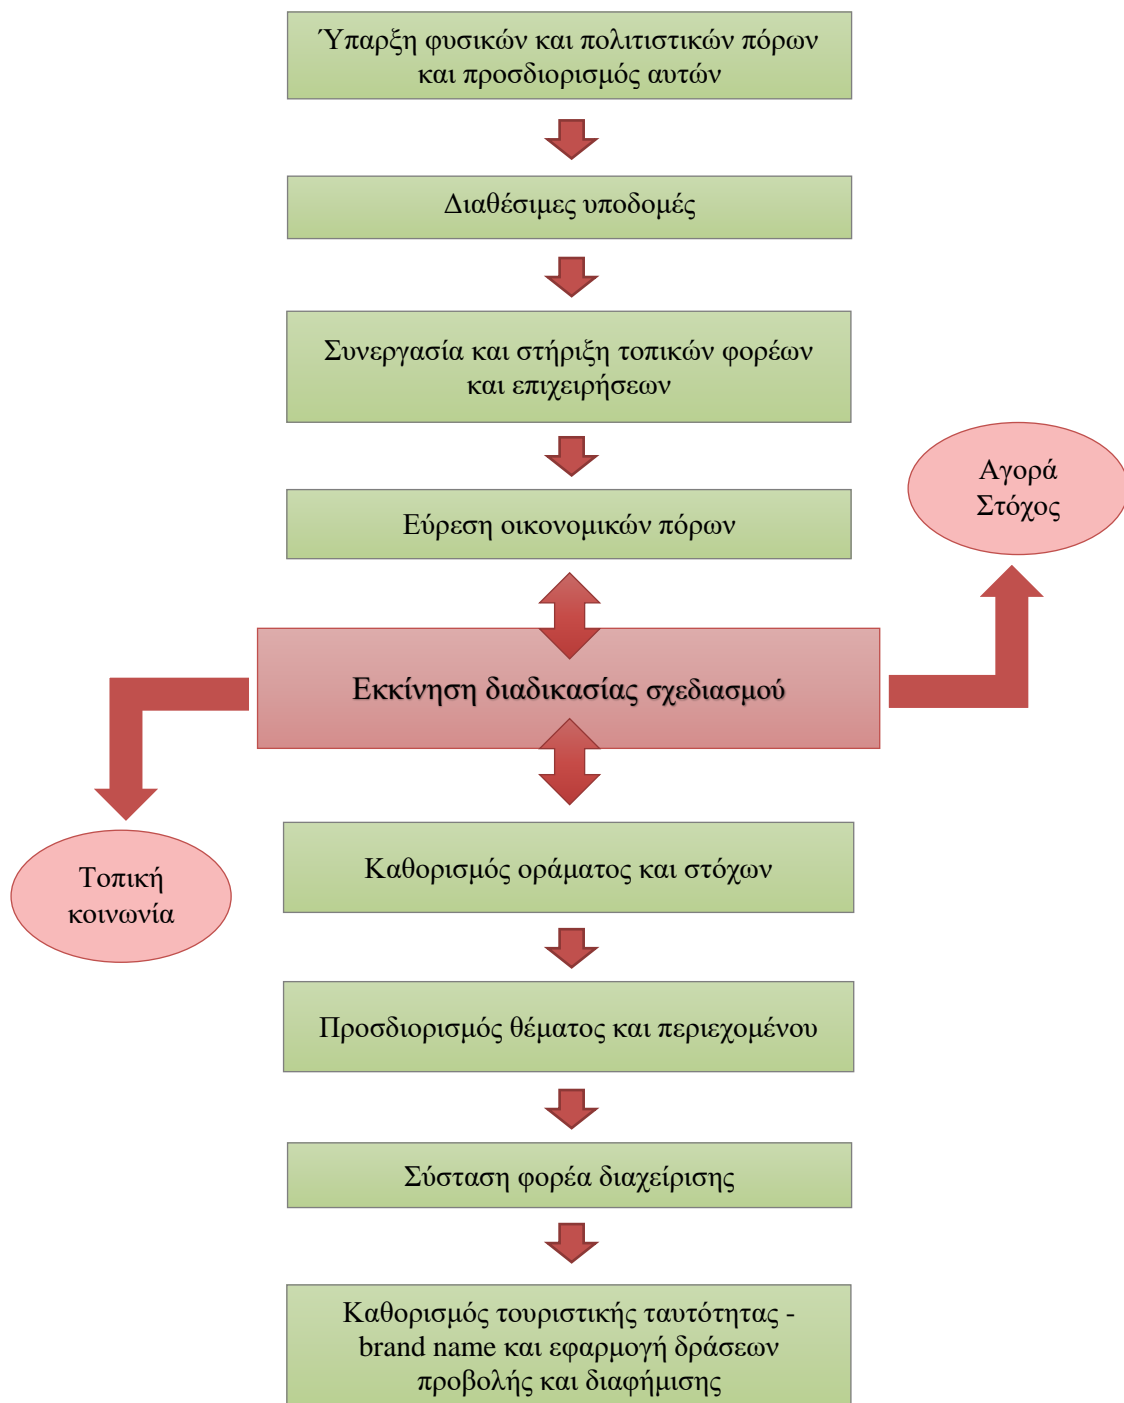 Ύπαρξη φυσικών και πολιτιστικών πόρων
και προσδιορισμός αυτών
Διαθέσιμες υποδομές
Συνεργασία και στήριξη τοπικών φορέων
και επιχειρήσεων
Αγορά
Στόχος
Εύρεση οικονομικών πόρων
Εκκίνηση διαδικασίας σχεδιασμού
Καθορισμός οράματος και στόχων
Τοπική
κοινωνία
Προσδιορισμός θέματος και περιεχομένου
Σύσταση φορέα διαχείρισης
Καθορισμός τουριστικής ταυτότητας -
brand name και εφαρμογή δράσεων
προβολής και διαφήμισης